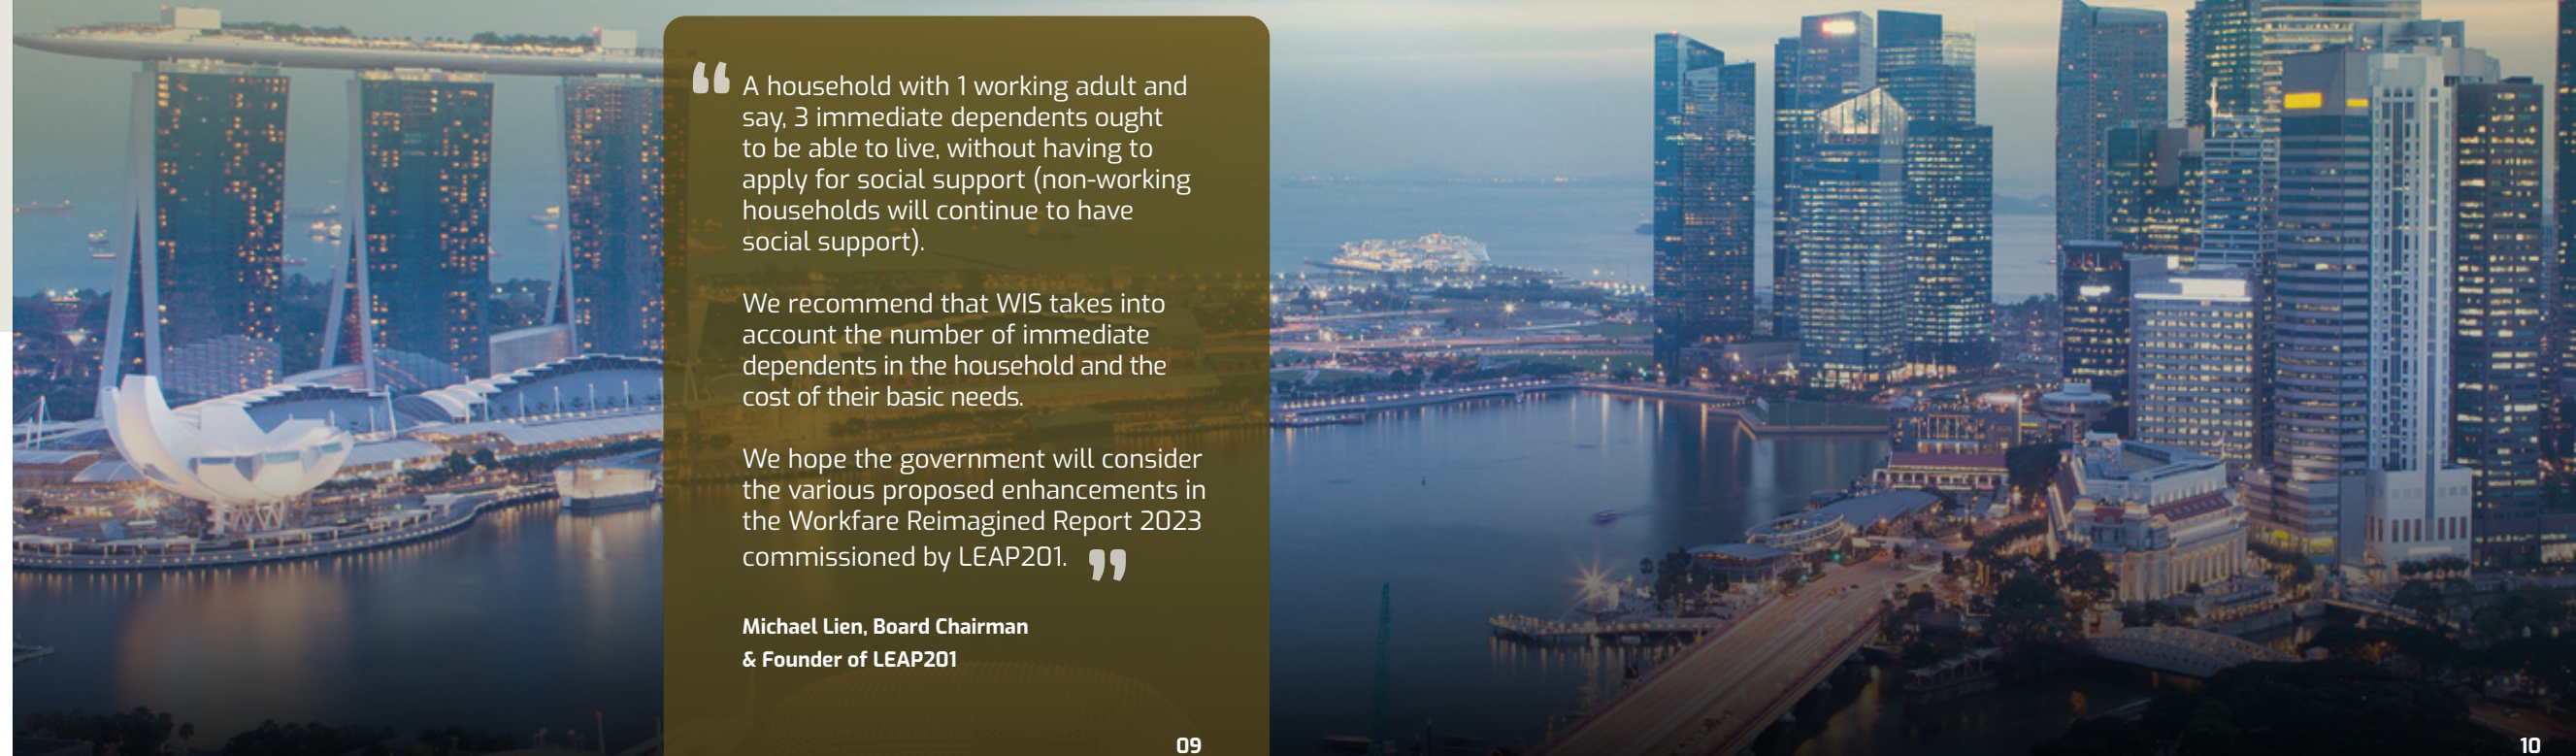 “ A household with 1 working adult and
say, 3 immediate dependents ought
to be able to live, without having to
apply for social support (non-working
households will continue to have
social support).
We recommend that WIS takes into
account the number of immediate
dependents in the household and the
cost of their basic needs.
We hope the government will consider
the various proposed enhancements in
the Workfare Reimagined Report 2023
commissioned by LEAP201. ”
Michael Lien, Board Chairman
& Founder of LEAP201
09
10